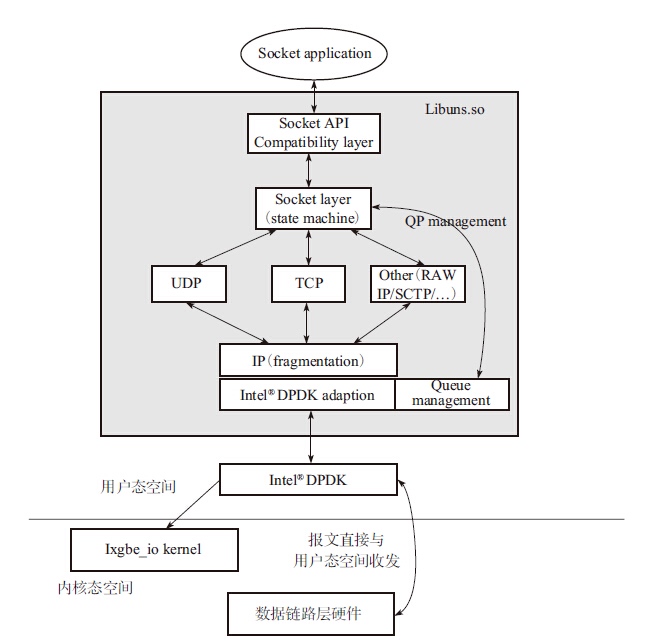 Socket application
Libuns.so
Socket API
Compatibility layer
Socket layer
(state machine)
QP management
UDP
TCP
Other(RAW
IP/SCTP/…)
IP(fragmentation)
Intel® DPDK adaption
Queue
management
用户态空间
Intel® DPDK
Ixgbe_io kernel
报文直接与
用户态空间收发
内核态空间
数据链路层硬件